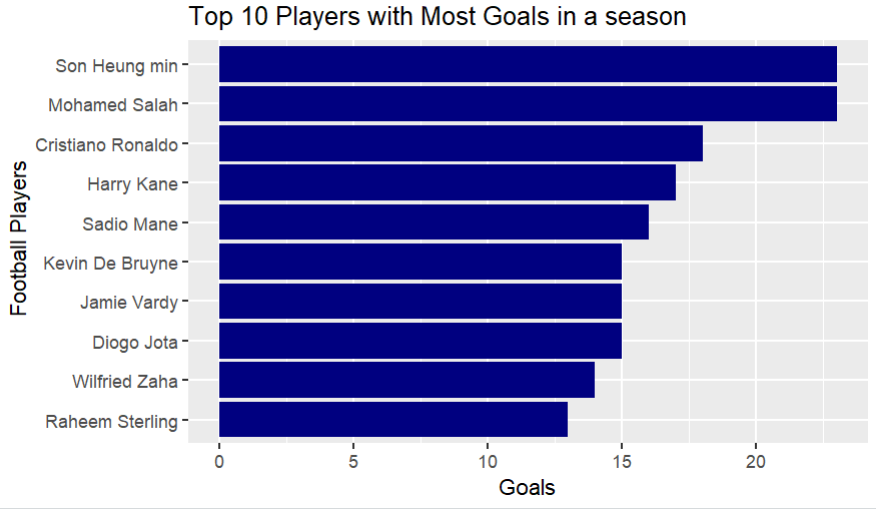 Top 10 Players with Most Goals in a season
Football Players
Son Heung min
Mohamed Salah
Cristiano Ronaldo
Harry Kane
Sadio Mane
Kevin De Bruyne
Jamie Vardy
Diogo Jota
Wilfried Zaha
Raheem Sterling
0 5 10 15 20
Goals